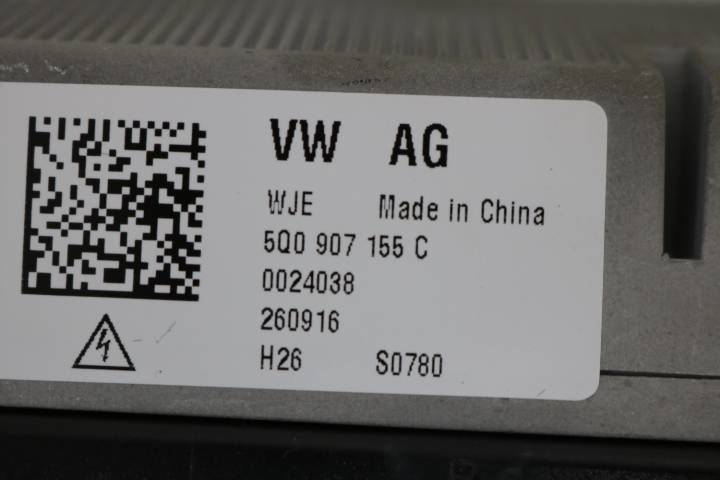 VW AG
WJE Made in China
5Q0 907 155 C
0024038
260916
H26 S0780